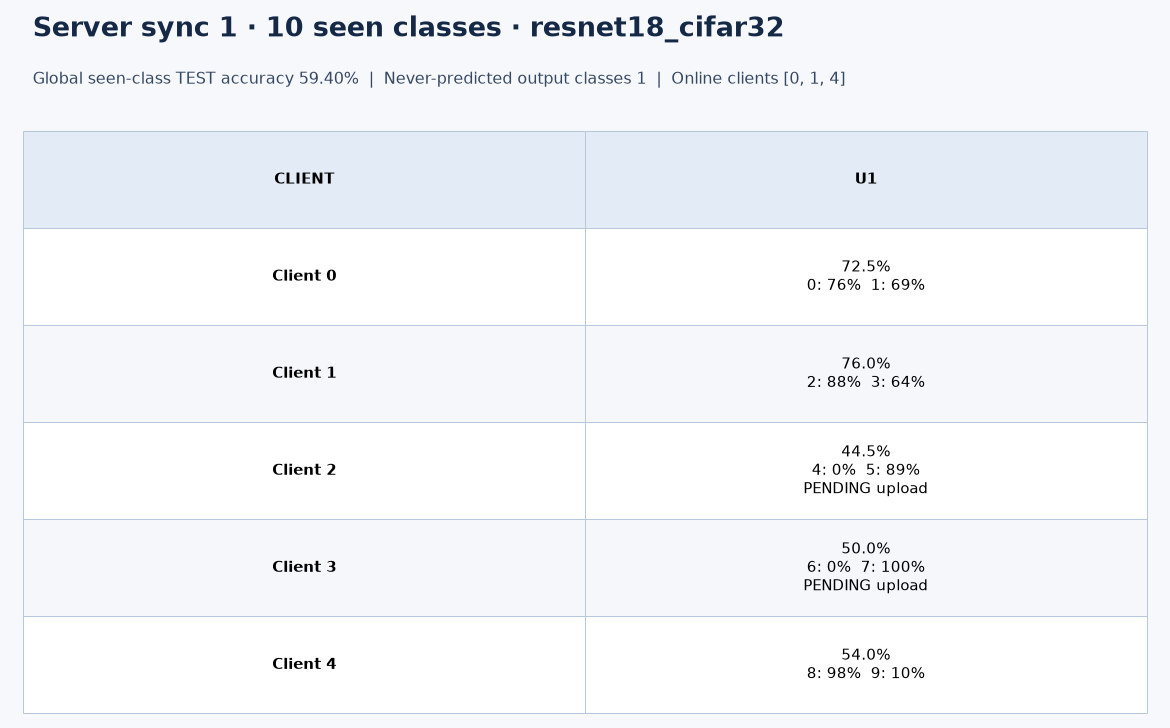 Server sync 1 · 10 seen classes · resnet18_cifar32
Global seen-class TEST accuracy 59.40%  |  Never-predicted output classes 1  |  Online clients [0, 1, 4]
CLIENT
U1
Client 0
72.5%
0: 76%  1: 69%
Client 1
76.0%
2: 88%  3: 64%
Client 2
44.5%
4: 0%  5: 89%
PENDING upload
Client 3
50.0%
6: 0%  7: 100%
PENDING upload
Client 4
54.0%
8: 98%  9: 10%